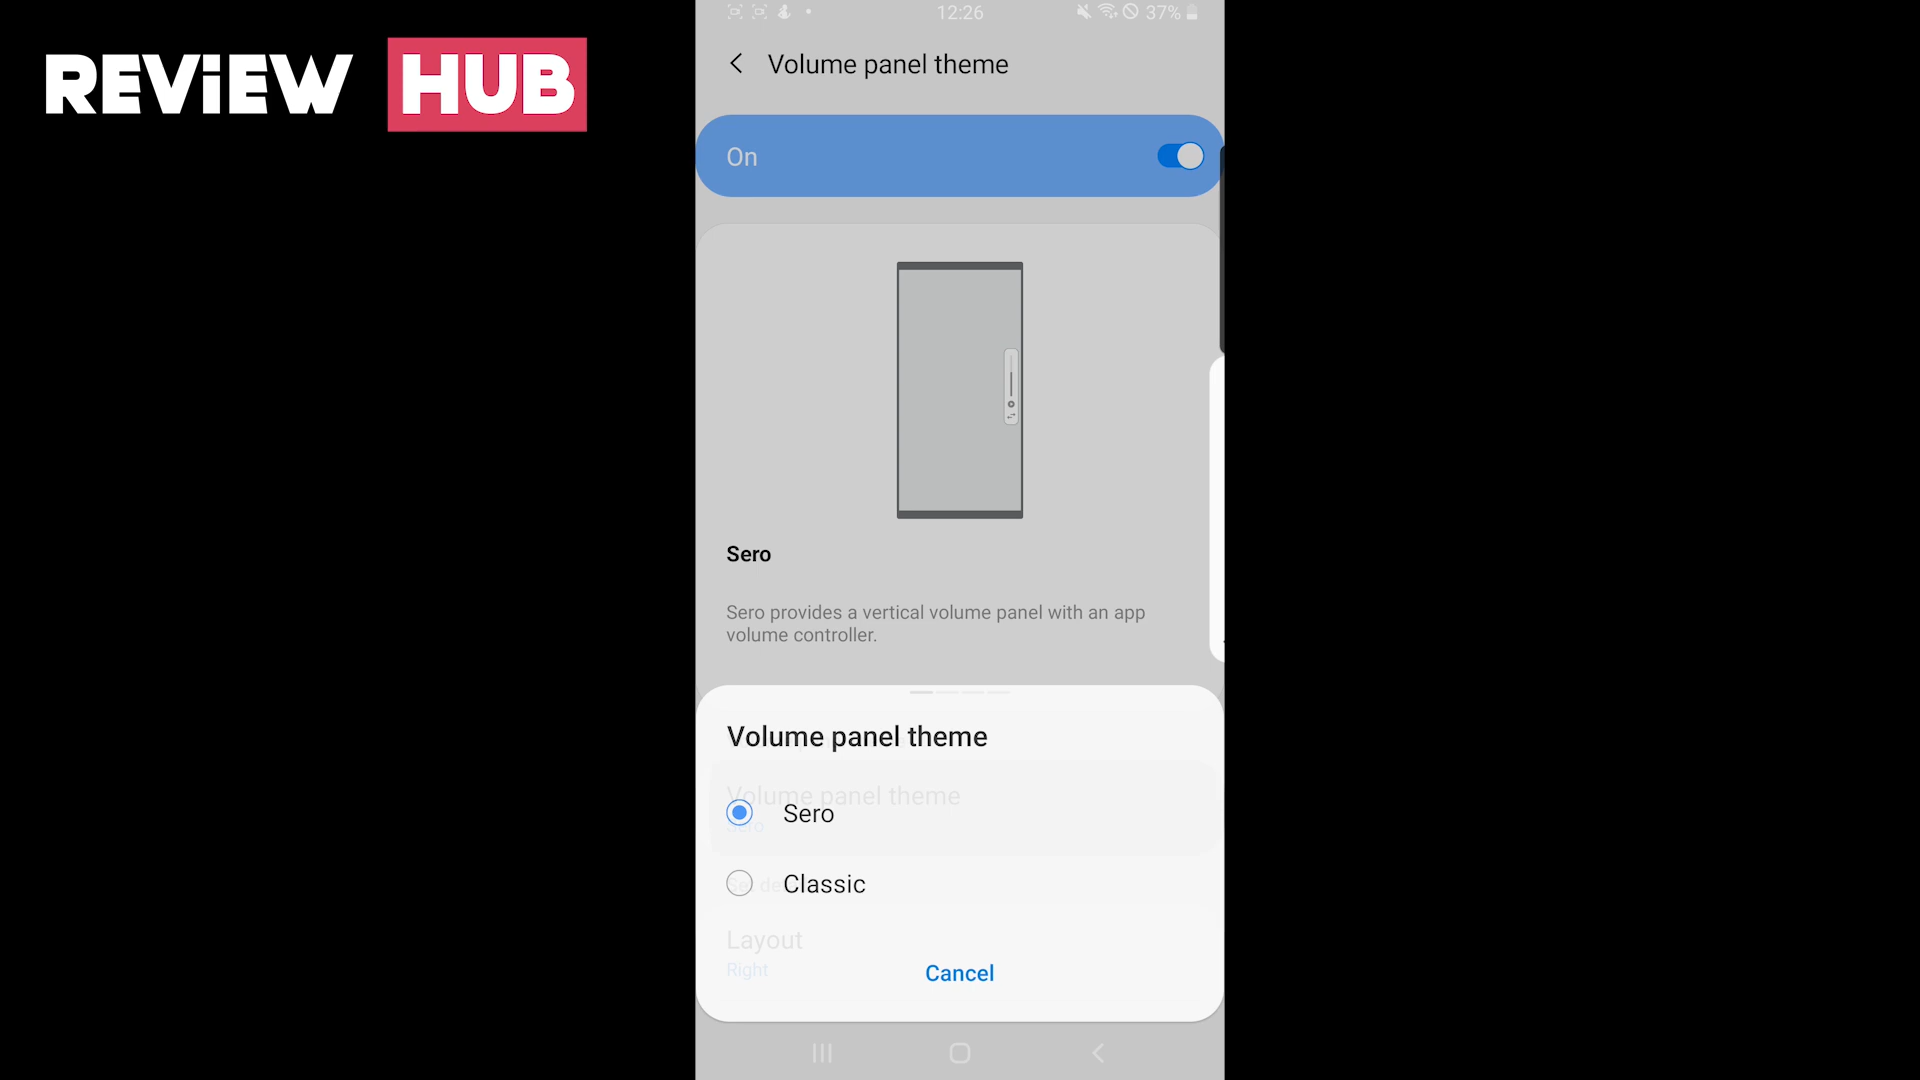 REViEW HUB
12:26
37%
Volume panel theme
On
Sero
Sero provides a vertical volume panel with an app
volume controller.
Volume panel theme
Volume panel theme
Sero
Sero
Classic
Layout
Right
Cancel